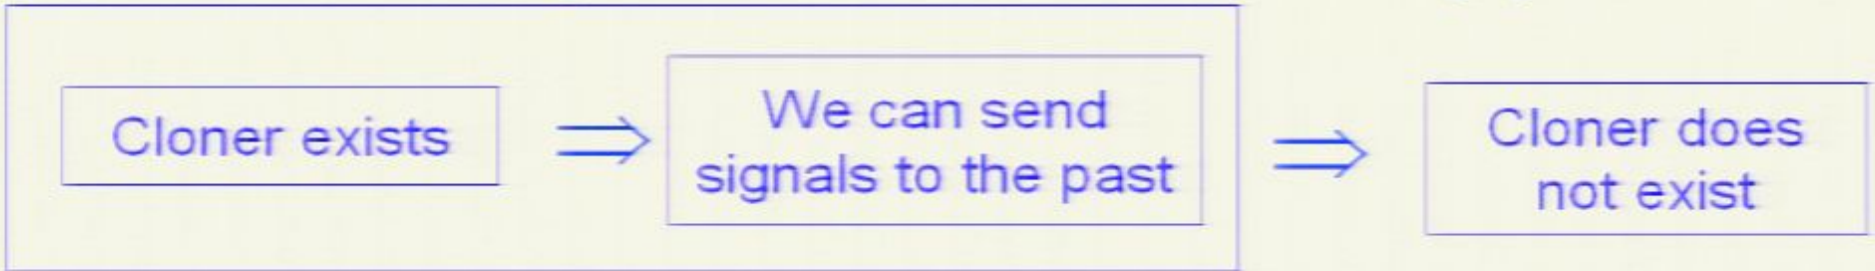 Cloner exists
We can send
signals to the past
Cloner does
not exist